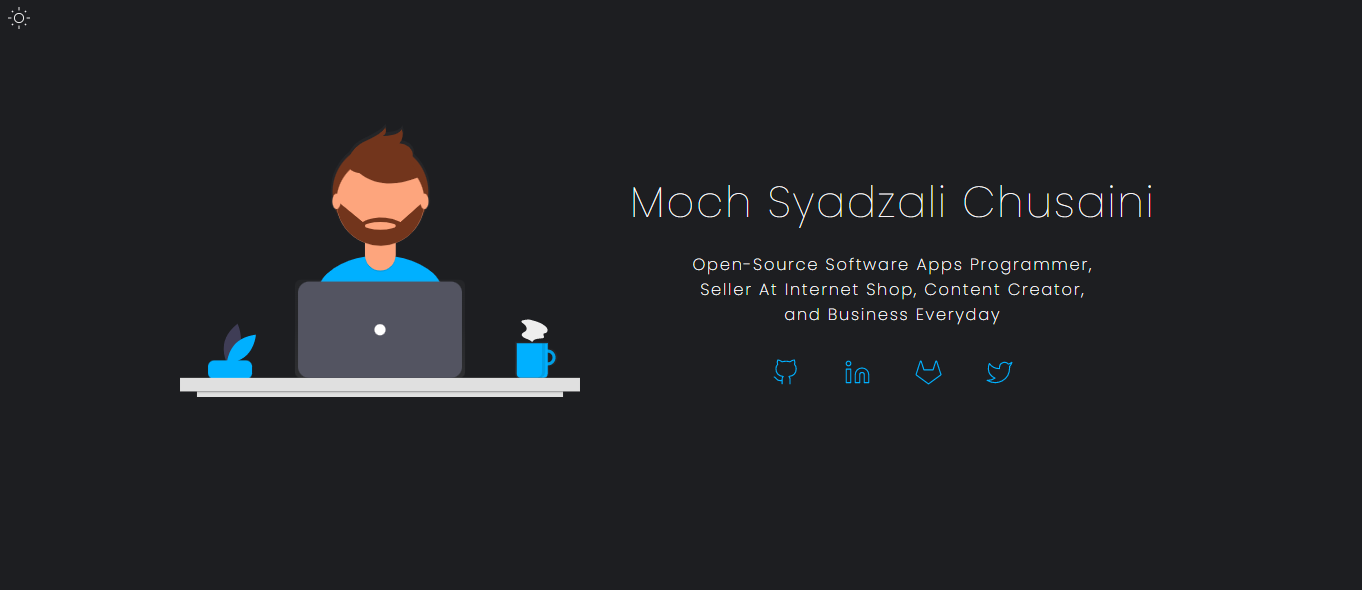 Moch Syadzali Chusaini
Open-Source Software Apps Programmer,
Seller At Internet Shop, Content Creator,
and Business Everyday